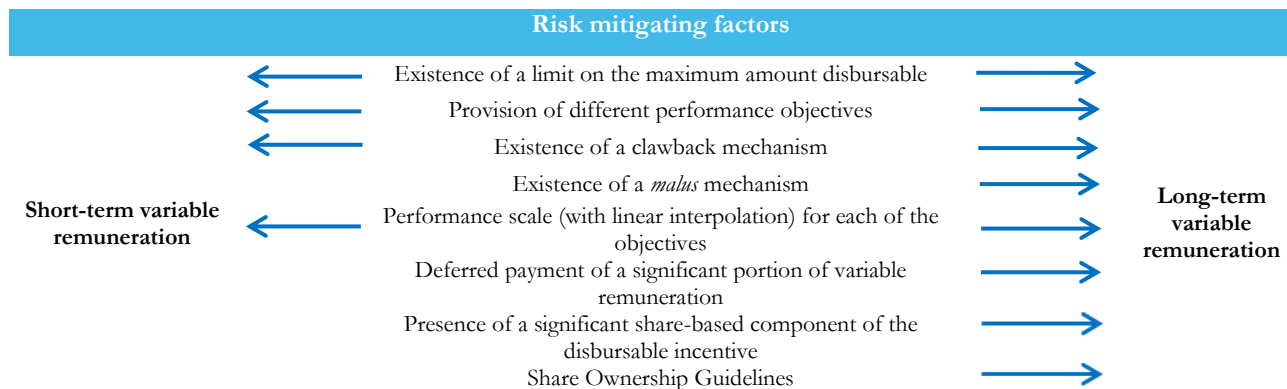 Risk mitigating factors
Existence of a limit on the maximum amount disbursable
Provision of different performance objectives
Existence of a clawback mechanism
Existence of a malus mechanism
Short-term variable
remuneration
Performance scale (with linear interpolation) for each of the
objectives
Long-term
variable
remuneration
Deferred payment of a significant portion of variable
remuneration
Presence of a significant share-based component of the
disbursable incentive
Share Ownership Guidelines